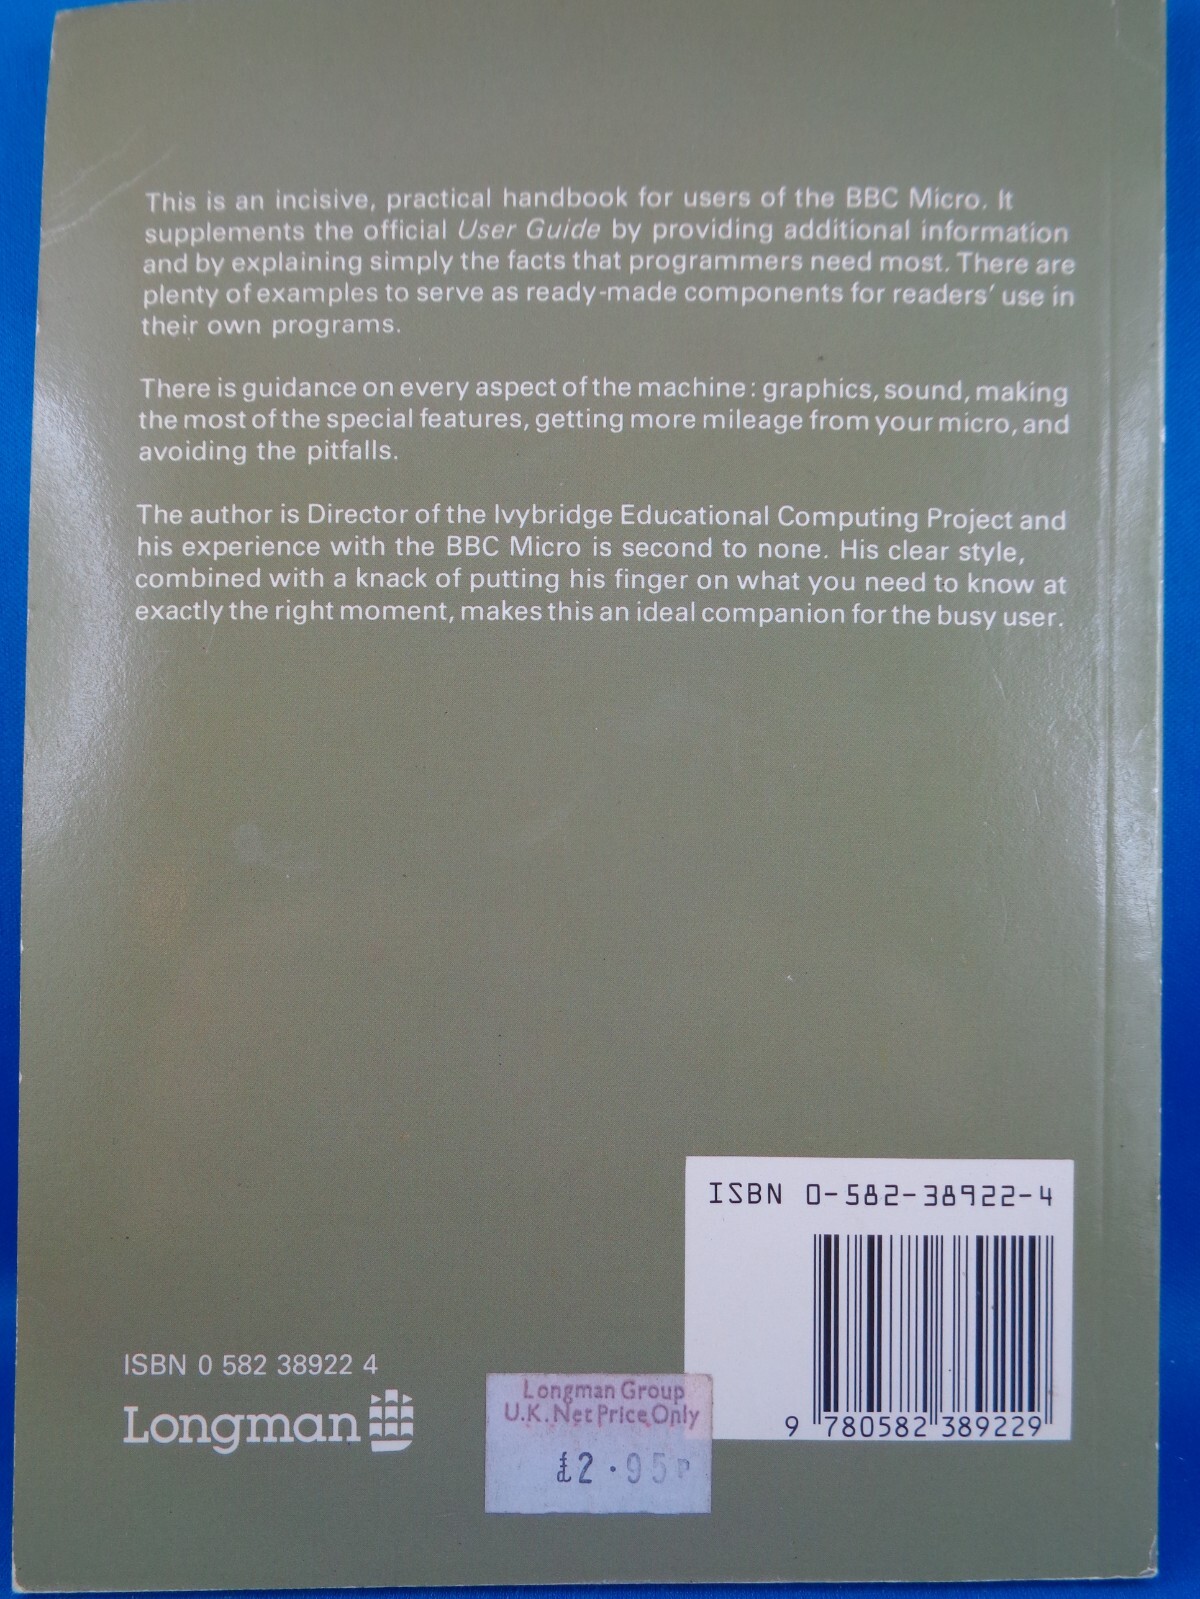 This is an incisive, practical handbook for users of the BBC Micro. It
supplements the official User Guide by providing additional information
and by explaining simply the facts that programmers need most. There are
plenty of examples to serve as ready-made components for readers' use in
their own programs.
There is guidance on every aspect of the machine: graphics, sound, making
the most of the special features, getting more mileage from your micro, and
avoiding the pitfalls.
The author is Director of the Ivybridge Educational Computing Project and
his experience with the BBC Micro is second to none. His clear style,
combined with a knack of putting his finger on what you need to know at
exactly the right moment, makes this an ideal companion for the busy user.
ISBN 0-582-38922-4
9 780582 389229
ISBN 0 582 38922 4
Longman
Longman Group
U.K. Net Price Only
£2.95p